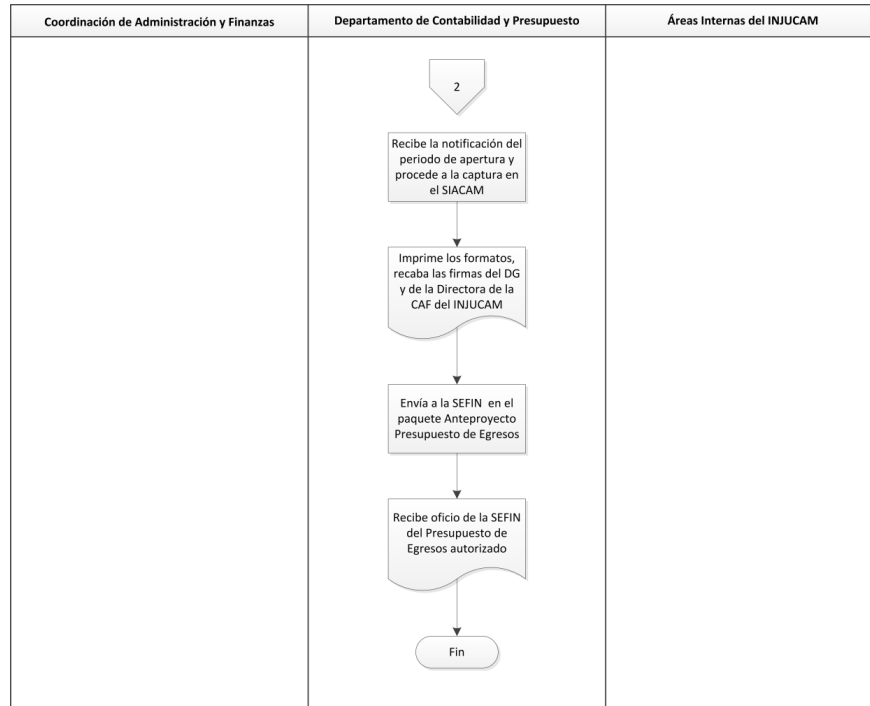 Coordinación de Administración y Finanzas
Departamento de Contabilidad y Presupuesto
Áreas Internas del INJUCAM
2
Recibe la notificación del
periodo de apertura y
procede a la captura en
el SIACAM
Imprime los formatos,
recaba las firmas del DG
y de la Directora de la
CAF del INJUCAM
Envía a la SEFIN en el
paquete Anteproyecto
Presupuesto de Egresos
Recibe oficio de la SEFIN
del Presupuesto de
Egresos autorizado
Fin